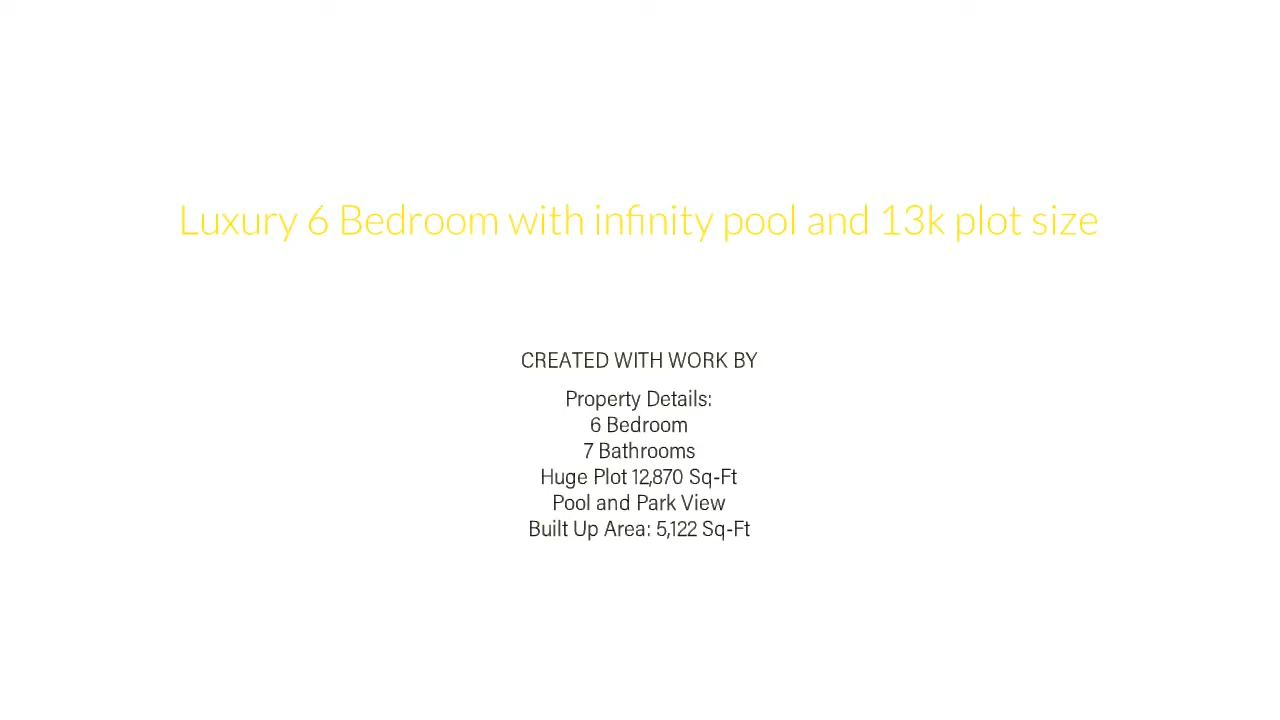 Luxury 6 Bedroom with infinity pool and 13k plot size
CREATED WITH WORK BY
Property Details:
6 Bedroom
7 Bathrooms
Huge Plot 12,870 Sq-Ft
Pool and Park View
Built Up Area: 5,122 Sq-Ft